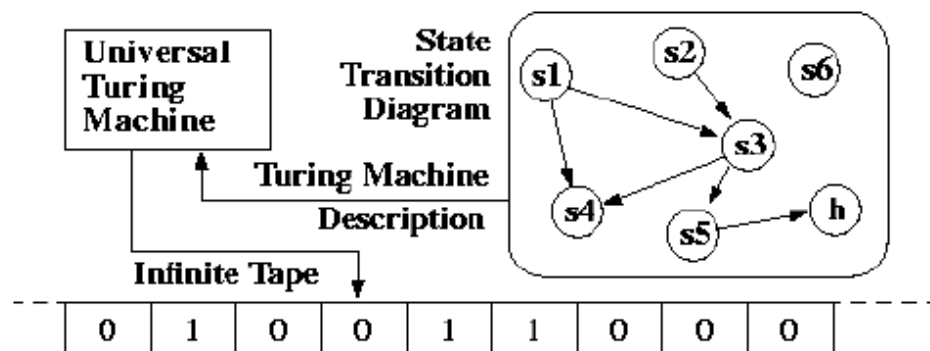 Universal
Turing
Machine
State
Transition
Diagram
s1
s2
s6
s3
s4
s5
h
Turing Machine
Description
Infinite Tape
0 1 0 0 1 1 0 0 0